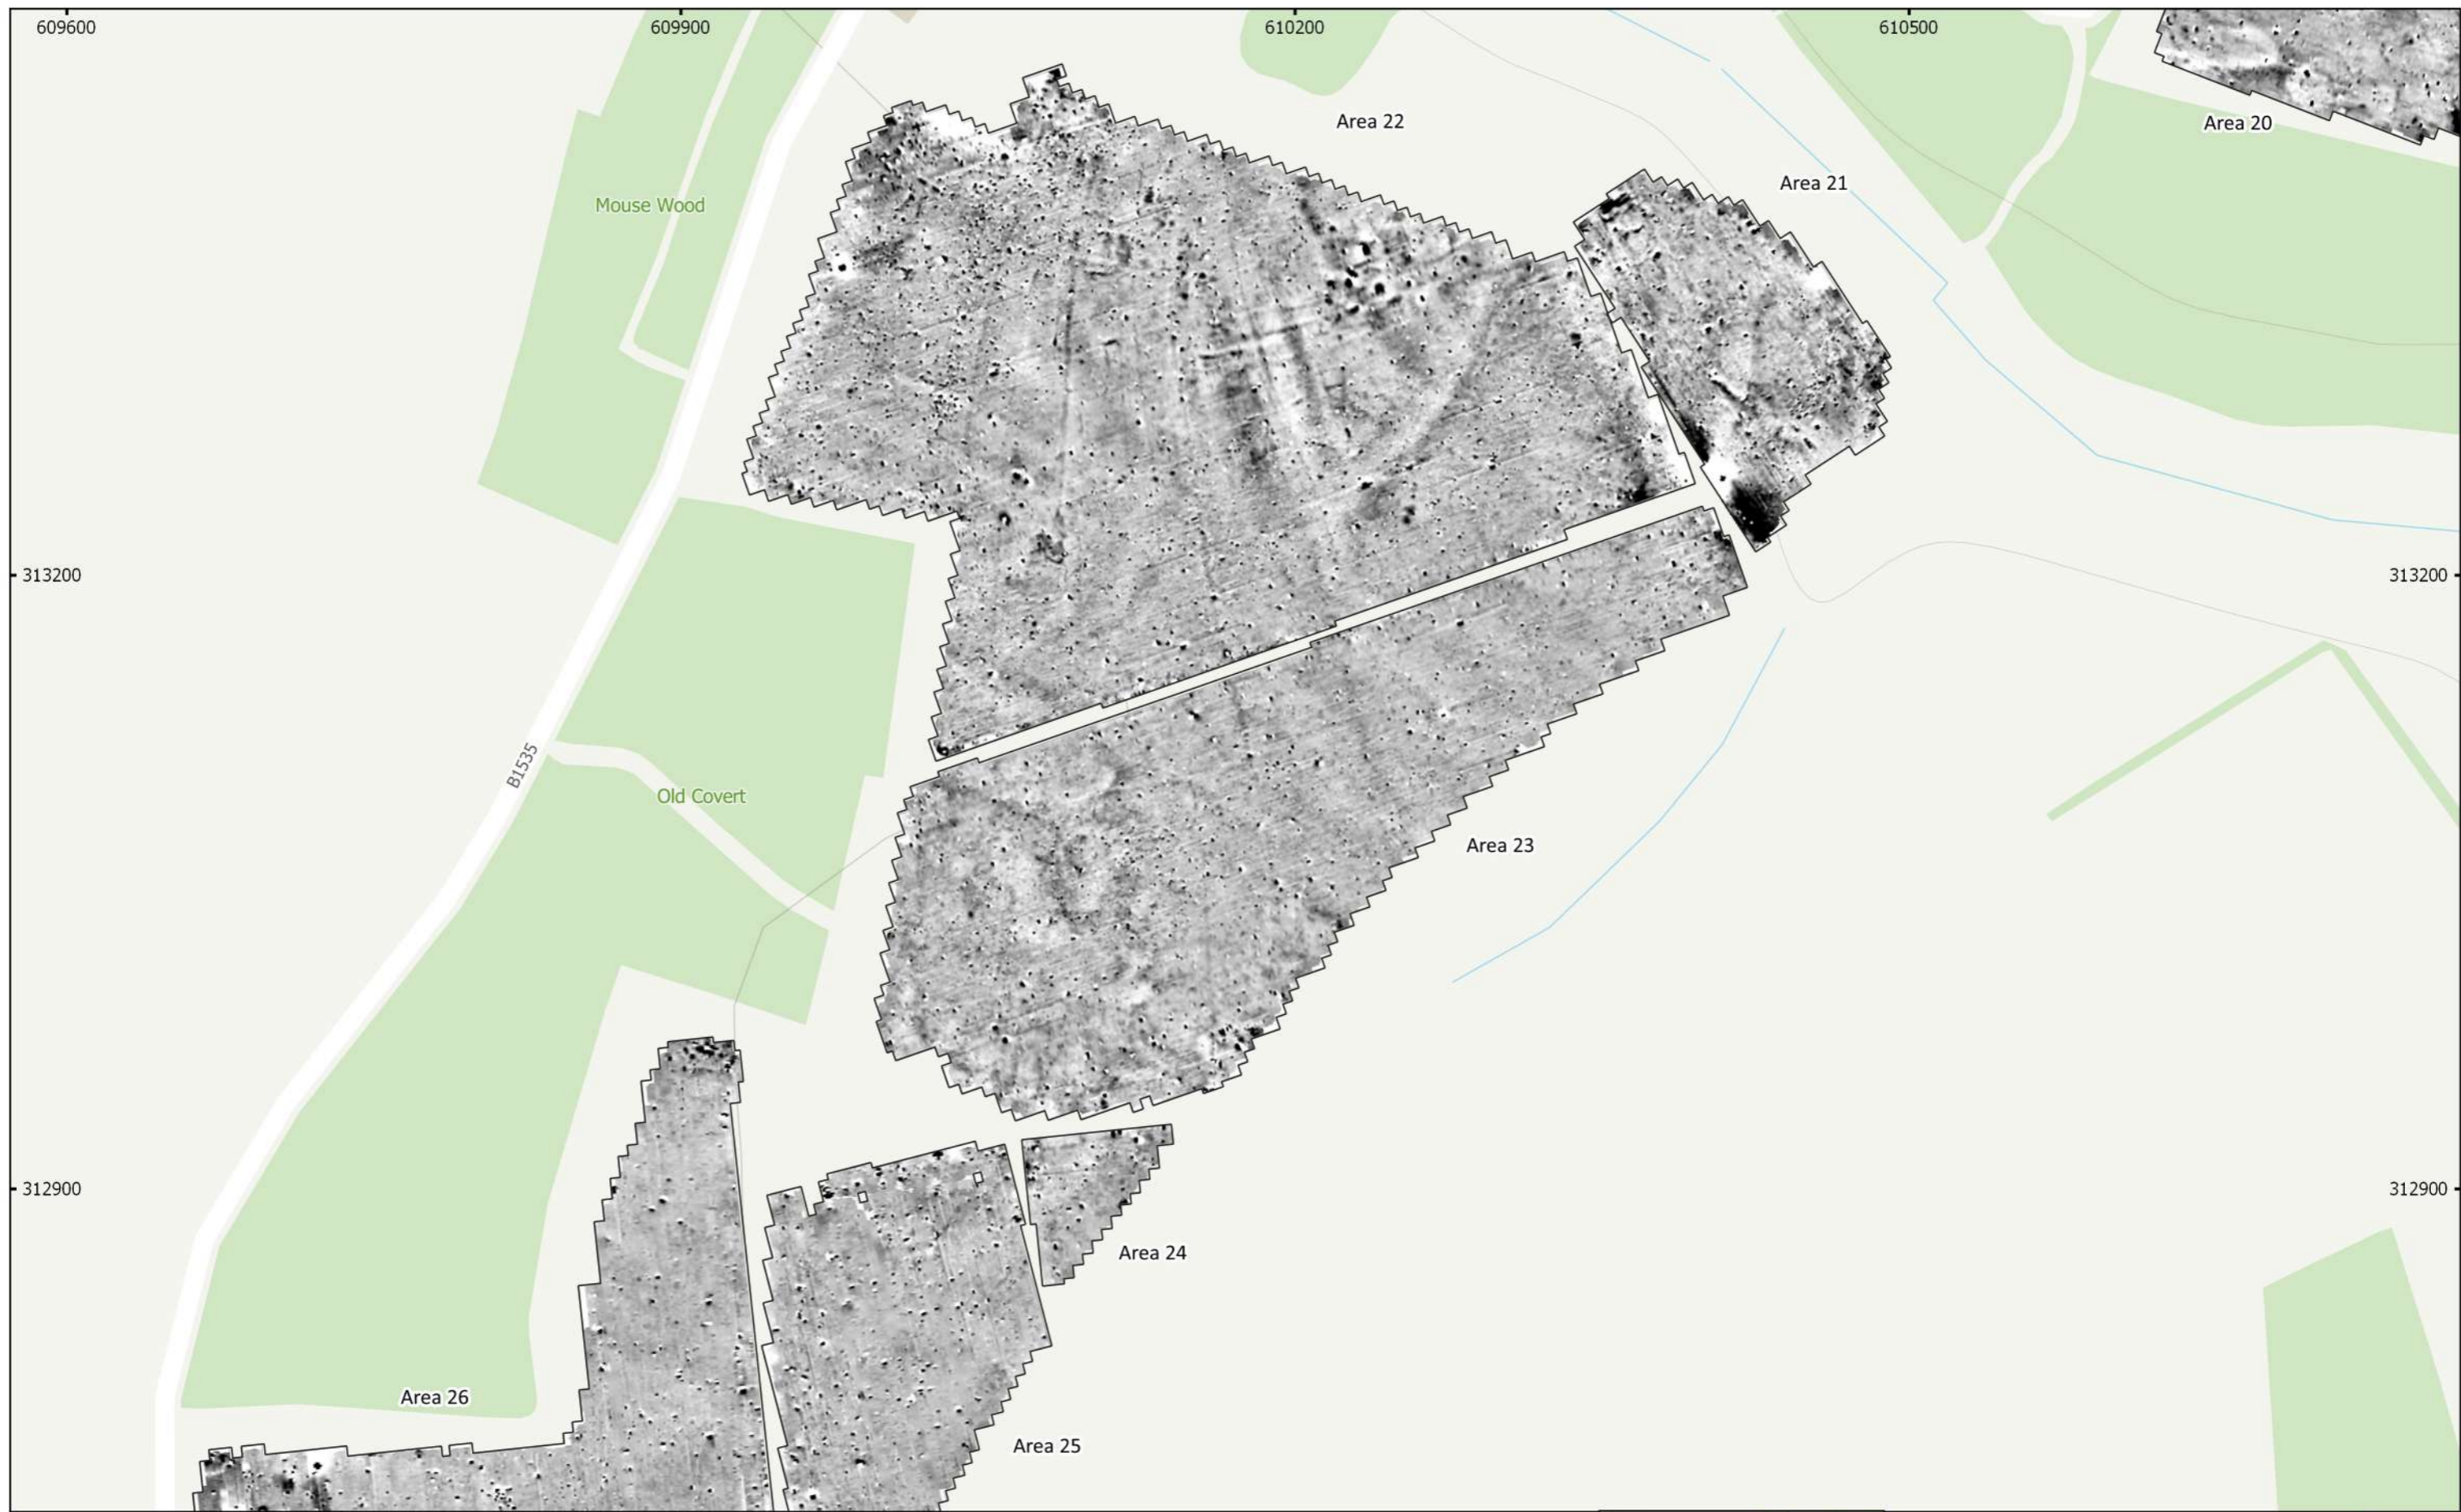 609600
609900
610200
610500
Area 22
Area 20
Area 21
Mouse Wood
313200
313200
B1535
Old Covert
Area 23
312900
312900
Area 24
Area 26
Area 25